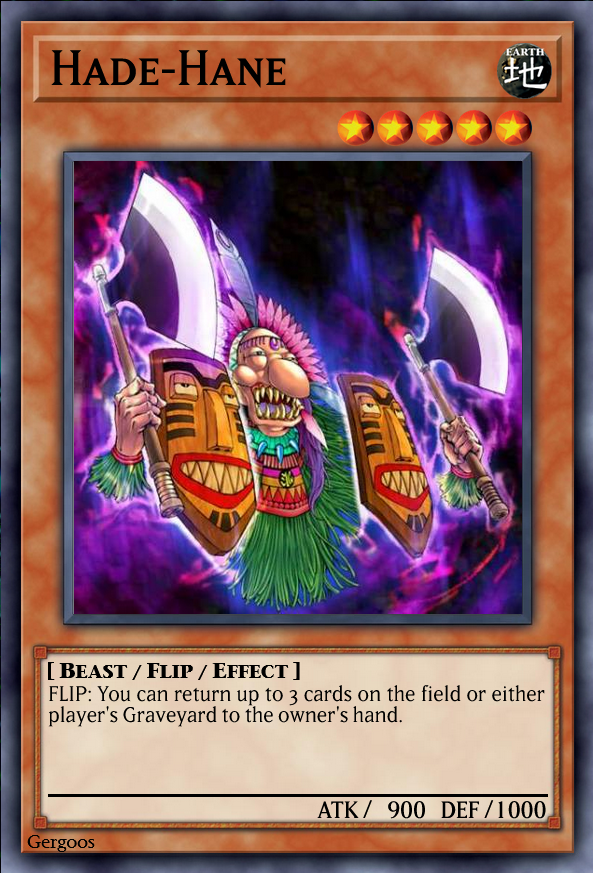 Hade-Hane
EARTH
地
[ Beast / Flip / Effect ]
FLIP: You can return up to 3 cards on the field or either
player's Graveyard to the owner's hand.
ATK / 900 DEF /1000
Gergoos